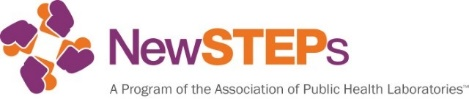 NewSTEPs
A Program of the Association of Public Health Laboratories™